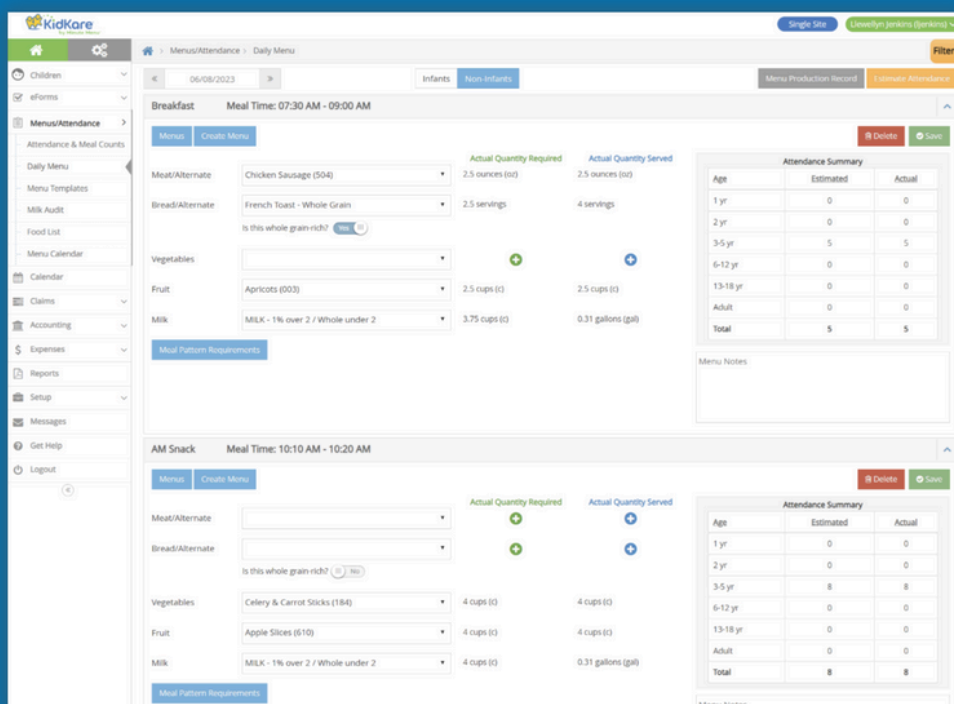 KidKare
by Minute Menu
Single Site
Llewellyn Jenkins (ljenkins)
Menus/Attendance > Daily Menu
Filter
Children
eForms
Menus/Attendance
Attendance & Meal Counts
Daily Menu
Menu Templates
Milk Audit
Food List
Menu Calendar
Calendar
Claims
Accounting
Expenses
Reports
Setup
Messages
Get Help
Logout
« 06/08/2023 »
Infants Non-Infants
Menu Production Record Estimate Attendance
Breakfast Meal Time: 07:30 AM - 09:00 AM
Menus Create Menu
Delete Save
Actual Quantity Required Actual Quantity Served
Meat/Alternate Chicken Sausage (504) 2.5 ounces (oz) 2.5 ounces (oz)
Bread/Alternate French Toast - Whole Grain 2.5 servings 4 servings
Is this whole grain-rich? Yes
Vegetables
Fruit Apricots (003) 2.5 cups (c) 2.5 cups (c)
Milk MILK - 1% over 2 / Whole under 2 3.75 cups (c) 0.31 gallons (gal)
Meal Pattern Requirements
Attendance Summary
Age Estimated Actual
1 yr 0 0
2 yr 0 0
3-5 yr 5 5
6-12 yr 0 0
13-18 yr 0 0
Adult 0 0
Total 5 5
Menu Notes
AM Snack Meal Time: 10:10 AM - 10:20 AM
Menus Create Menu
Delete Save
Actual Quantity Required Actual Quantity Served
Meat/Alternate
Bread/Alternate
Is this whole grain-rich? No
Vegetables Celery & Carrot Sticks (184) 4 cups (c) 4 cups (c)
Fruit Apple Slices (610) 4 cups (c) 4 cups (c)
Milk MILK - 1% over 2 / Whole under 2 4 cups (c) 0.31 gallons (gal)
Meal Pattern Requirements
Attendance Summary
Age Estimated Actual
1 yr 0 0
2 yr 0 0
3-5 yr 8 8
6-12 yr 0 0
13-18 yr 0 0
Adult 0 0
Total 8 8
Menu Notes